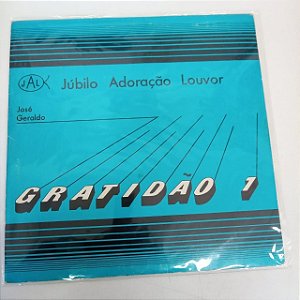 JAL
Júbilo Adoração Louvor
José
Geraldo
GRATIDÃO 1